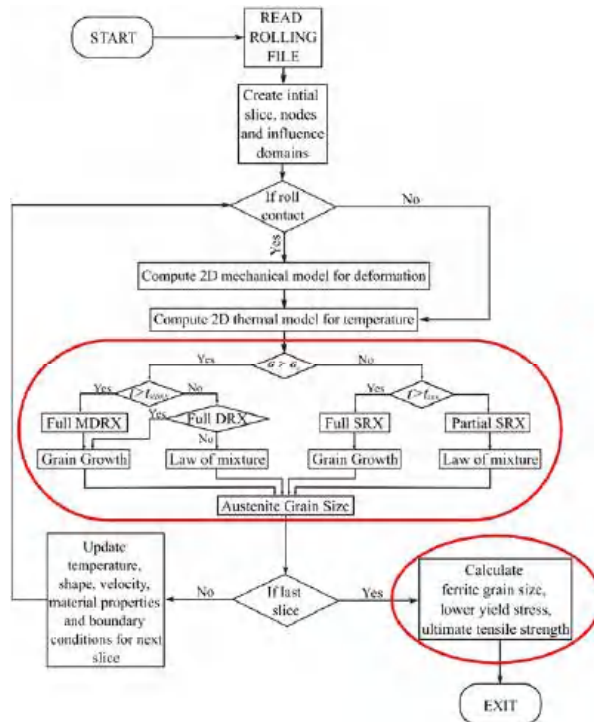 START
READ
ROLLING
FILE
Create intial
slice, nodes
and influence
domains
If roll
contact
No
Yes
Compute 2D mechanical model for deformation
Compute 2D thermal model for temperature
Yes
No
Yes
No
Yes
Full DRX
Yes
No
Full MDRX
No
Full SRX
Partial SRX
Grain Growth
Law of mixture
Grain Growth
Law of mixture
Austenite Grain Size
Update
temperature,
shape, velocity,
material properties
and boundary
conditions for next
slice
No
If last
slice
Yes
Calculate
ferrite grain size,
lower yield stress,
ultimate tensile strength
EXIT